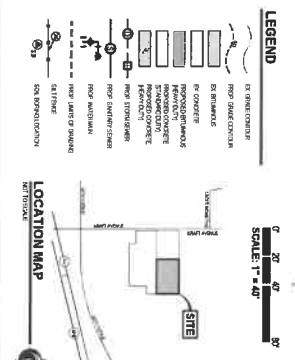 LEGEND
EX. GRADE CONTOUR
PROP. GRADE CONTOUR
EX. BITUMINOUS
EX. CONCRETE
PROPOSED BITUMINOUS
(HEAVY DUTY)
PROPOSED CONCRETE
(STANDARD DUTY)
PROPOSED CONCRETE
(HEAVY DUTY)
PROP. STORM SEWER
PROP. SANITARY SEWER
PROP. WATER MAIN
PROP. LIMITS OF GRADING
SILT FENCE
SOIL BORING LOCATION
0' 20' 40' 80'
SCALE: 1" = 40'
SITE
LOCATION MAP
NOT TO SCALE